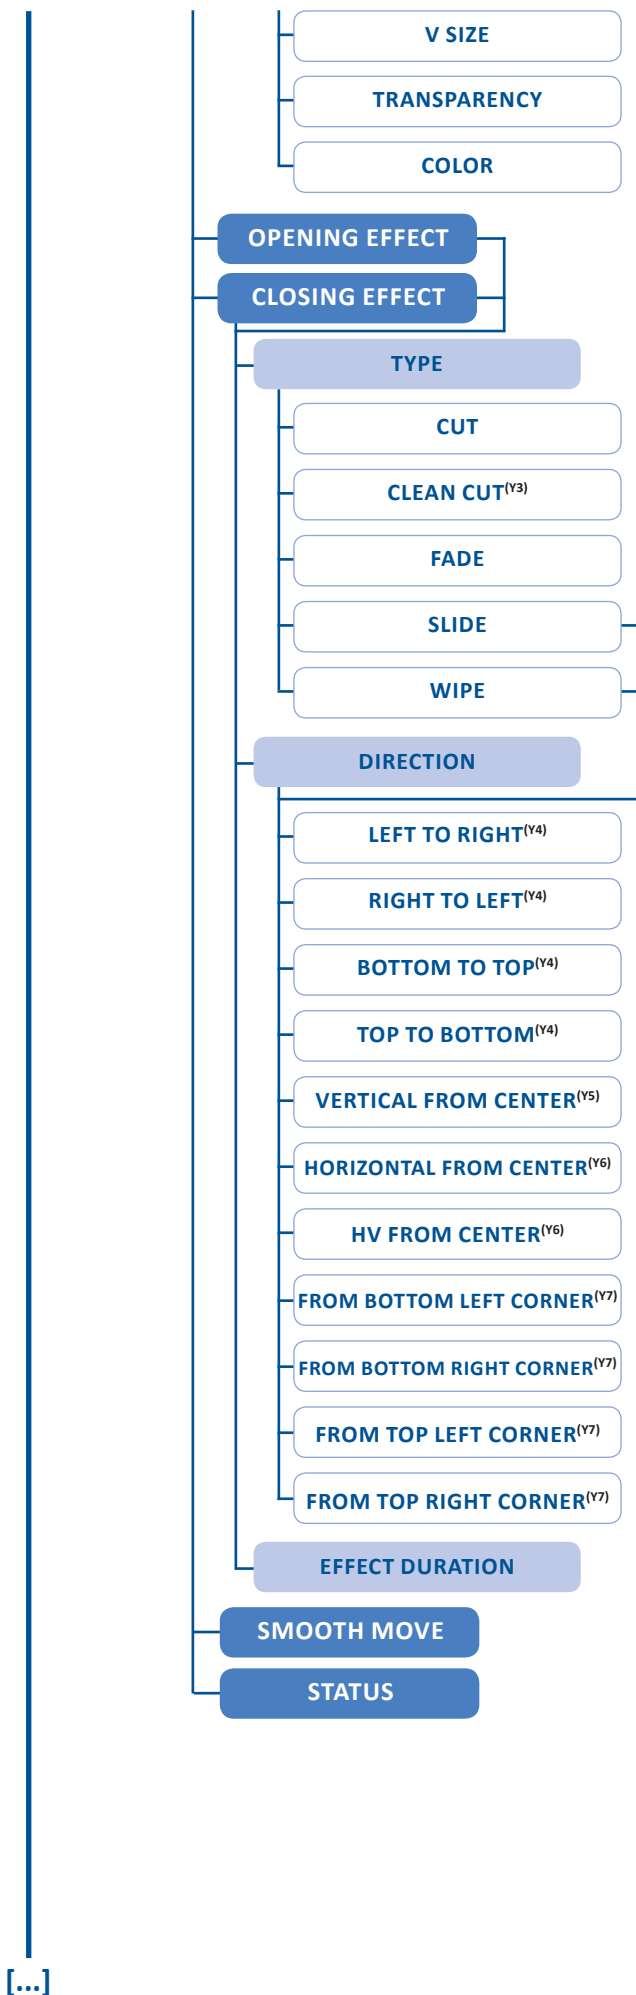 V SIZE
TRANSPARENCY
COLOR
OPENING EFFECT
CLOSING EFFECT
TYPE
CUT
CLEAN CUT(Y3)
FADE
SLIDE
WIPE
DIRECTION
LEFT TO RIGHT(Y4)
RIGHT TO LEFT(Y4)
BOTTOM TO TOP(Y4)
TOP TO BOTTOM(Y4)
VERTICAL FROM CENTER(Y5)
HORIZONTAL FROM CENTER(Y6)
HV FROM CENTER(Y6)
FROM BOTTOM LEFT CORNER(Y7)
FROM BOTTOM RIGHT CORNER(Y7)
FROM TOP LEFT CORNER(Y7)
FROM TOP RIGHT CORNER(Y7)
EFFECT DURATION
SMOOTH MOVE
STATUS
[...]